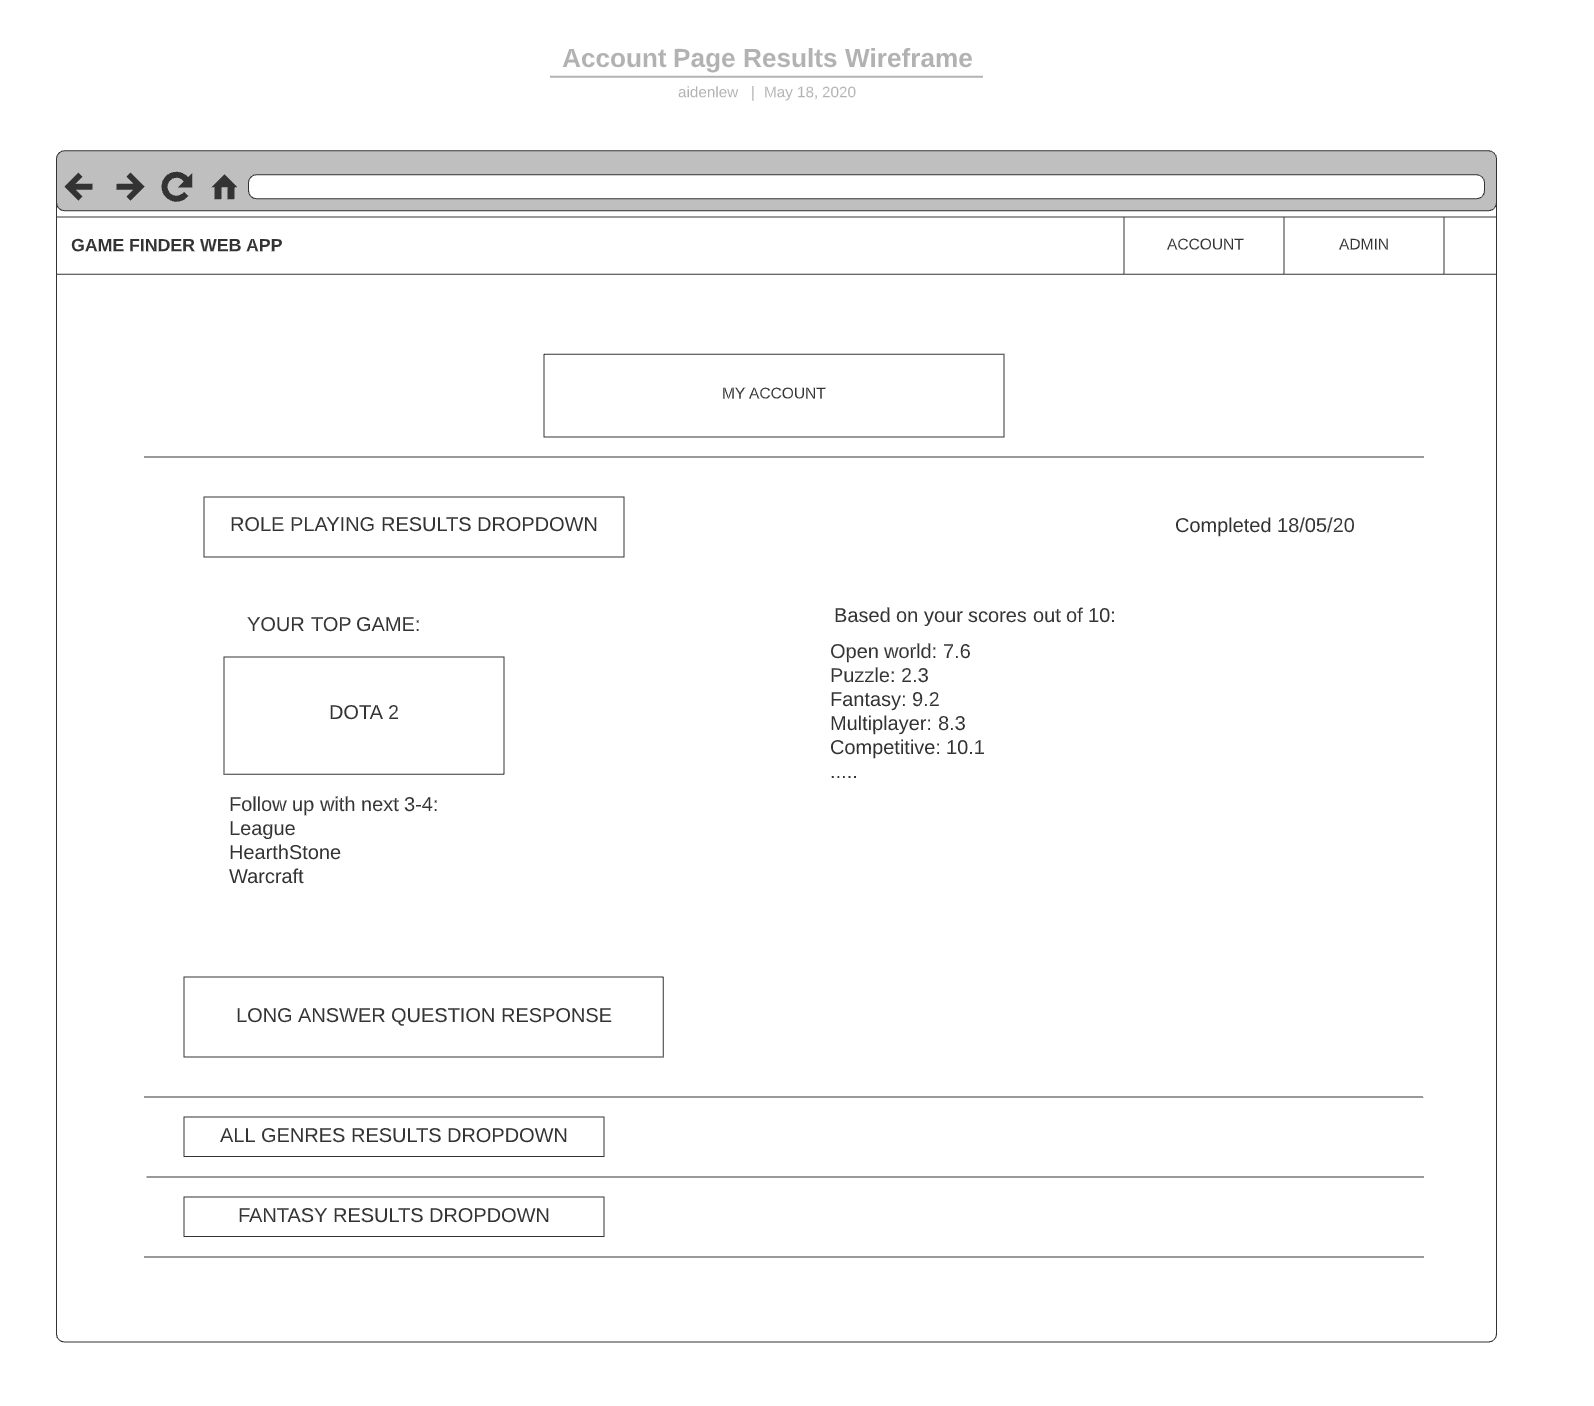 Account Page Results Wireframe
aidenlew | May 18, 2020
GAME FINDER WEB APP
ACCOUNT
ADMIN
MY ACCOUNT
ROLE PLAYING RESULTS DROPDOWN
Completed 18/05/20
YOUR TOP GAME:
DOTA 2
Follow up with next 3-4:
League
HearthStone
Warcraft
Based on your scores out of 10:
Open world: 7.6
Puzzle: 2.3
Fantasy: 9.2
Multiplayer: 8.3
Competitive: 10.1
.....
LONG ANSWER QUESTION RESPONSE
ALL GENRES RESULTS DROPDOWN
FANTASY RESULTS DROPDOWN